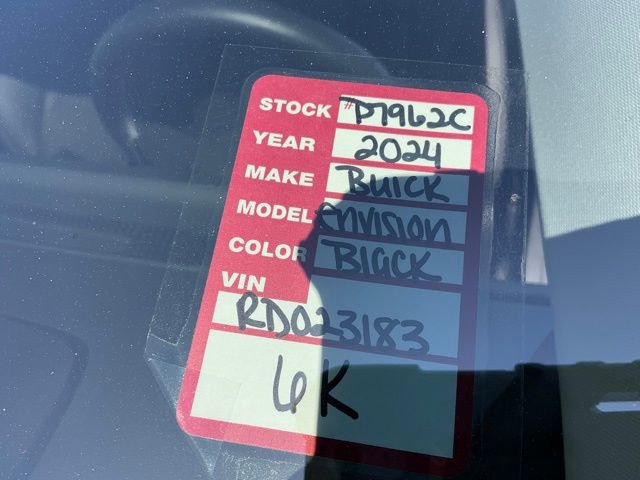 STOCK # P7962C
YEAR 2024
MAKE Buick
MODEL envision
COLOR Black
VIN
RD023183
6K